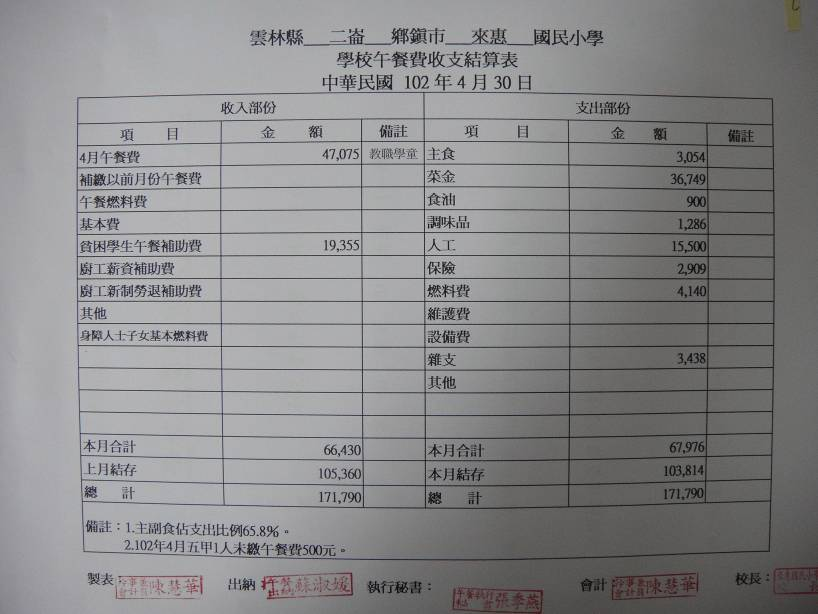 雲林縣 二崙 鄉鎮市 來惠 國民小學
學校午餐費收支結算表
中華民國 102 年 4 月 30 日
收入部份 支出部份
項 目 金 額 備註 項 目 金 額 備註
4月午餐費 47,075 教職學童 主食 3,054
補繳以前月份午餐費 菜金 36,749
午餐燃料費 食油 900
基本費 調味品 1,286
貧困學生午餐補助費 19,355 人工 15,500
廚工薪資補助費 保險 2,909
廚工新制勞退補助費 燃料費 4,140
其他 維護費
身障人士子女基本燃料費 設備費
雜支 3,438
其他
本月合計 66,430 本月合計 67,976
上月結存 105,360 本月結存 103,814
總 計 171,790 總 計 171,790
備註：1.主副食佔支出比例65.8%。
2.102年4月五甲1人未繳午餐費500元。
製表 陳慧華 出納 午餐出納 蘇淑媛 執行秘書： 張季燕 會計 陳慧華 校長：